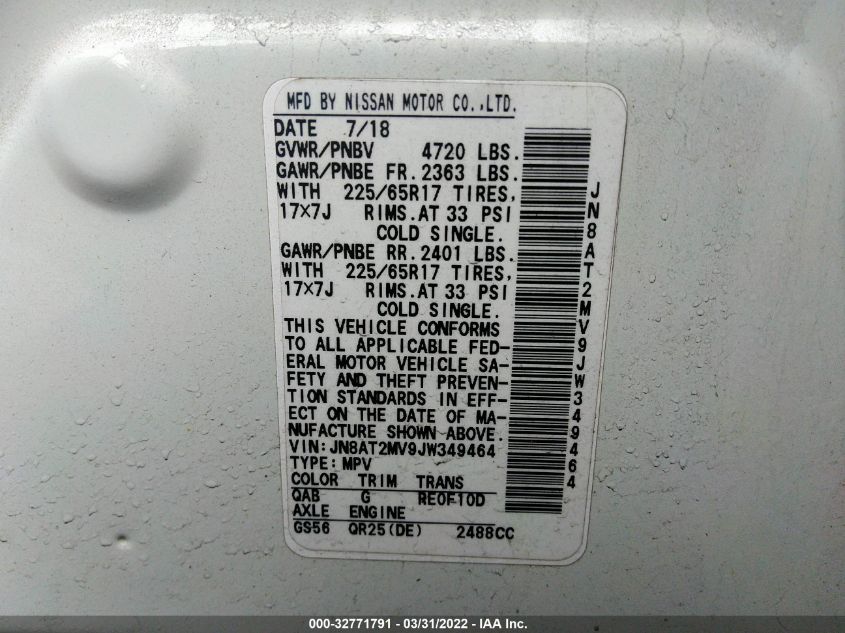 MFD BY NISSAN MOTOR CO.,LTD.
DATE 7/18
GVWR/PNBV 4720 LBS.
GAWR/PNBE FR. 2363 LBS.
WITH 225/65R17 TIRES,
17×7J RIMS. AT 33 PSI
COLD SINGLE.
GAWR/PNBE RR. 2401 LBS.
WITH 225/65R17 TIRES,
17×7J RIMS. AT 33 PSI
COLD SINGLE.
THIS VEHICLE CONFORMS
TO ALL APPLICABLE FED-
ERAL MOTOR VEHICLE SA-
FETY AND THEFT PREVEN-
TION STANDARDS IN EFF-
ECT ON THE DATE OF MA-
NUFACTURE SHOWN ABOVE.
VIN: JN8AT2MV9JW349464
TYPE: MPV
COLOR TRIM TRANS
QAB G RE0F10D
AXLE ENGINE
GS56 QR25(DE) 2488CC
JN8AT2MV9JW349464
000-32771791 - 03/31/2022 - IAA Inc.